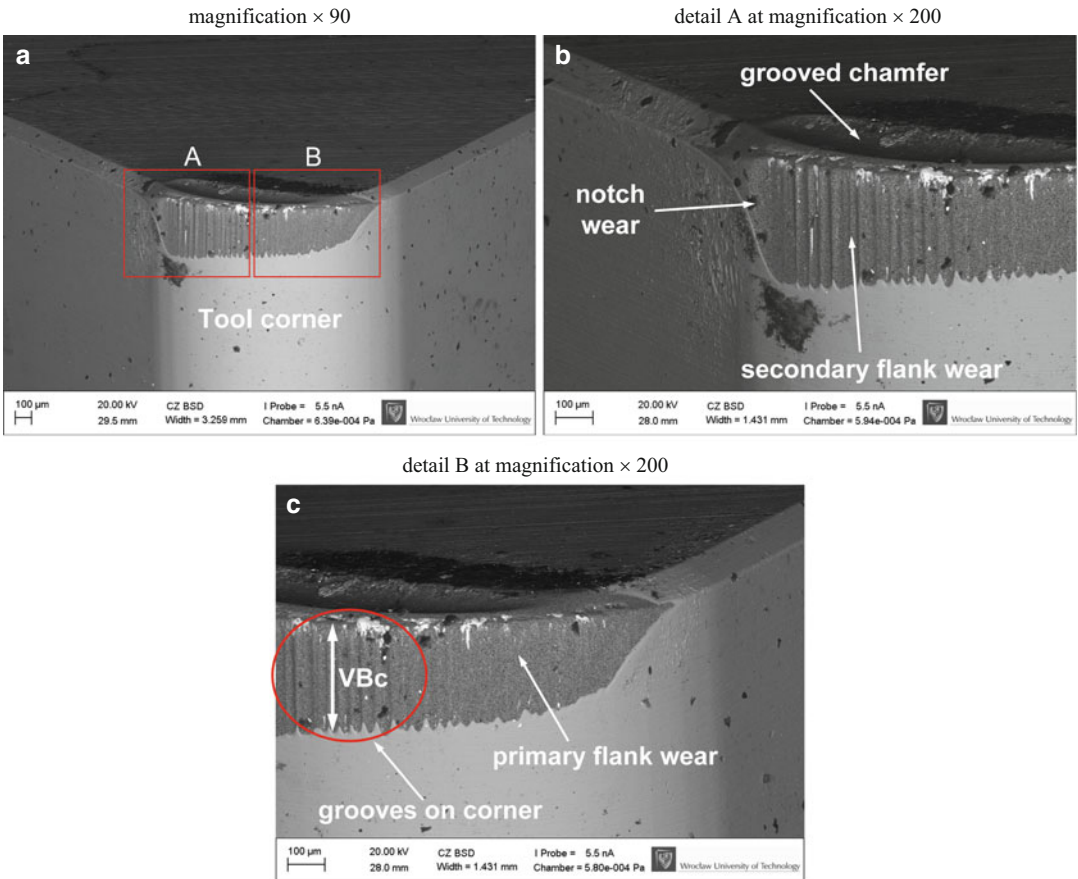 magnification × 90
detail A at magnification × 200
a
A
B
Tool corner
100 µm
20.00 kV
29.5 mm
CZ BSD
Width = 3.259 mm
I Probe = 5.5 nA
Chamber = 6.39e-004 Pa
Wroclaw University of Technology
b
grooved chamfer
notch
wear
secondary flank wear
100 µm
20.00 kV
28.0 mm
CZ BSD
Width = 1.431 mm
I Probe = 5.5 nA
Chamber = 5.94e-004 Pa
Wroclaw University of Technology
detail B at magnification × 200
c
VBc
primary flank wear
grooves on corner
100 µm
20.00 kV
28.0 mm
CZ BSD
Width = 1.431 mm
I Probe = 5.5 nA
Chamber = 5.80e-004 Pa
Wroclaw University of Technology